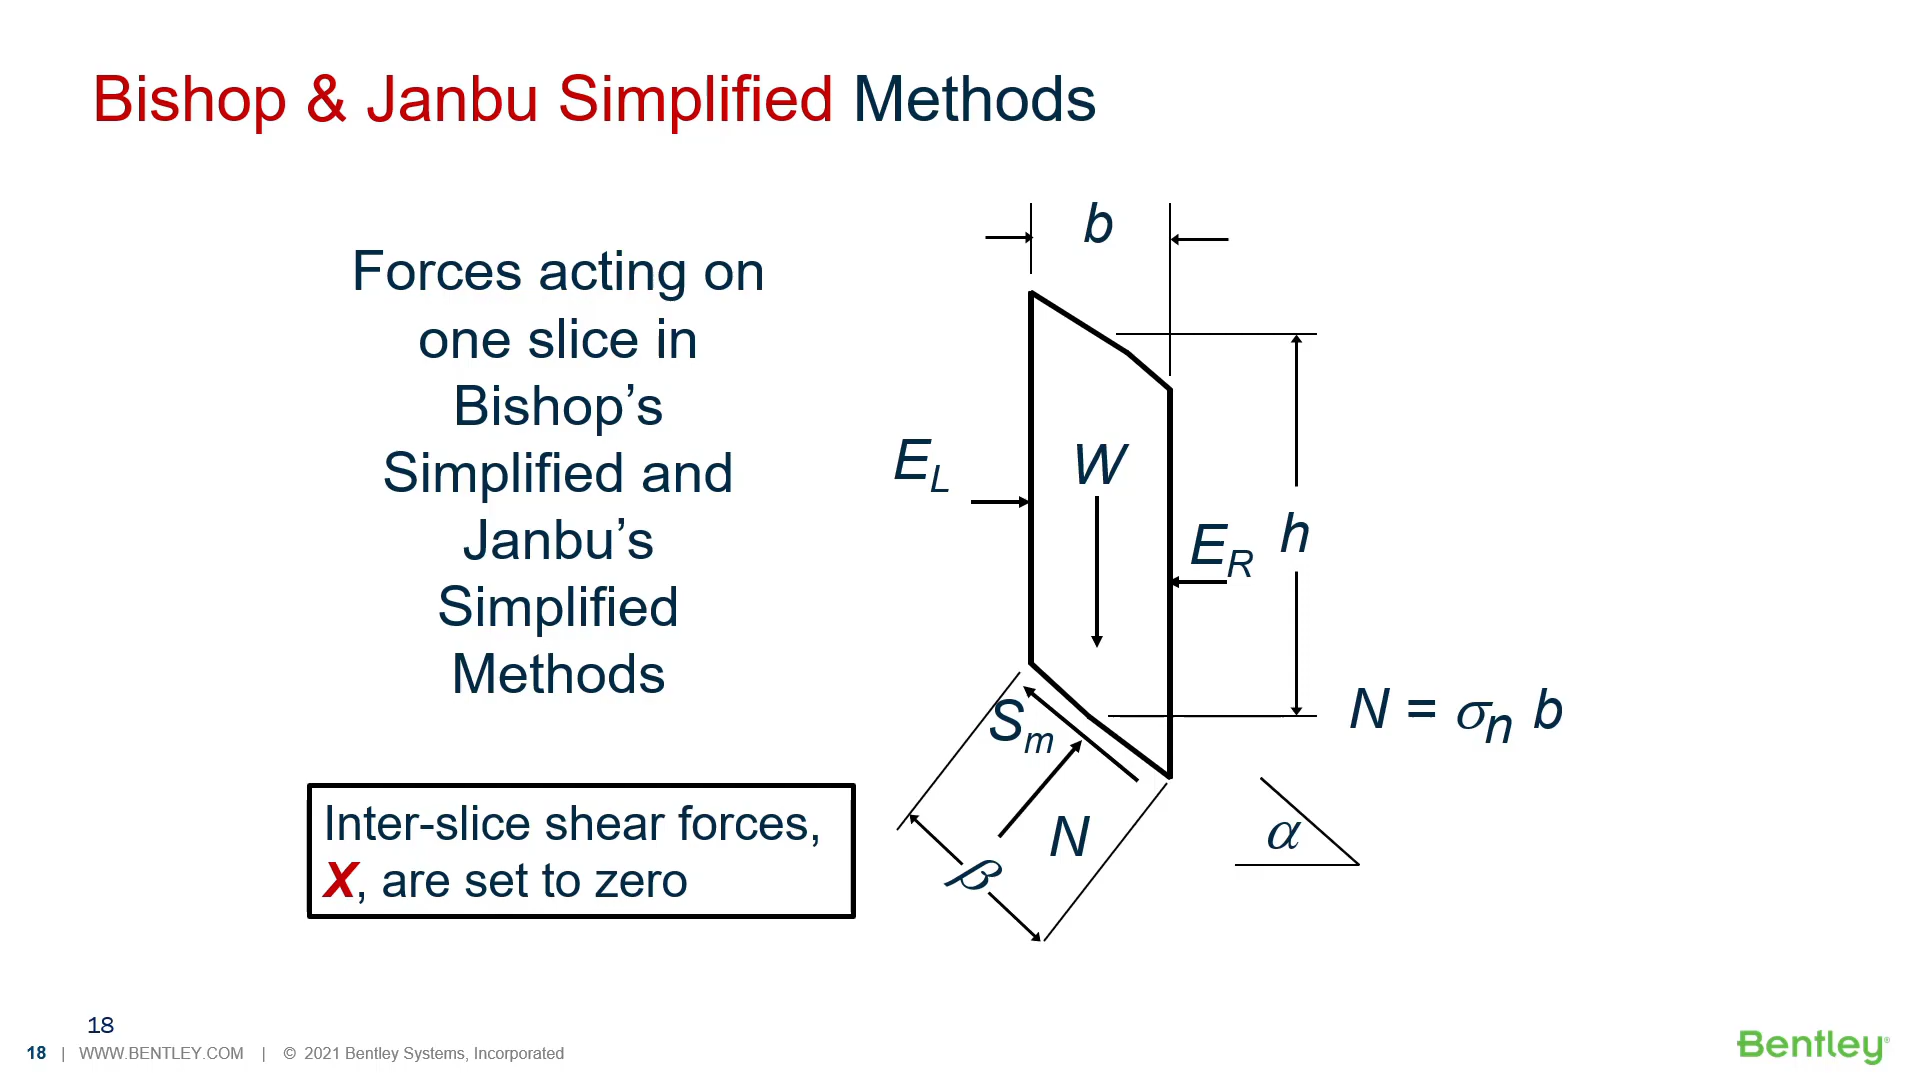 Bishop & Janbu Simplified Methods
Forces acting on
one slice in
Bishop’s
Simplified and
Janbu’s
Simplified
Methods
Inter-slice shear forces,
X, are set to zero
b
E_L
W
E_R
h
S_m
N
β
N = σ_n b
α
18
18 | WWW.BENTLEY.COM | © 2021 Bentley Systems, Incorporated
Bentley®